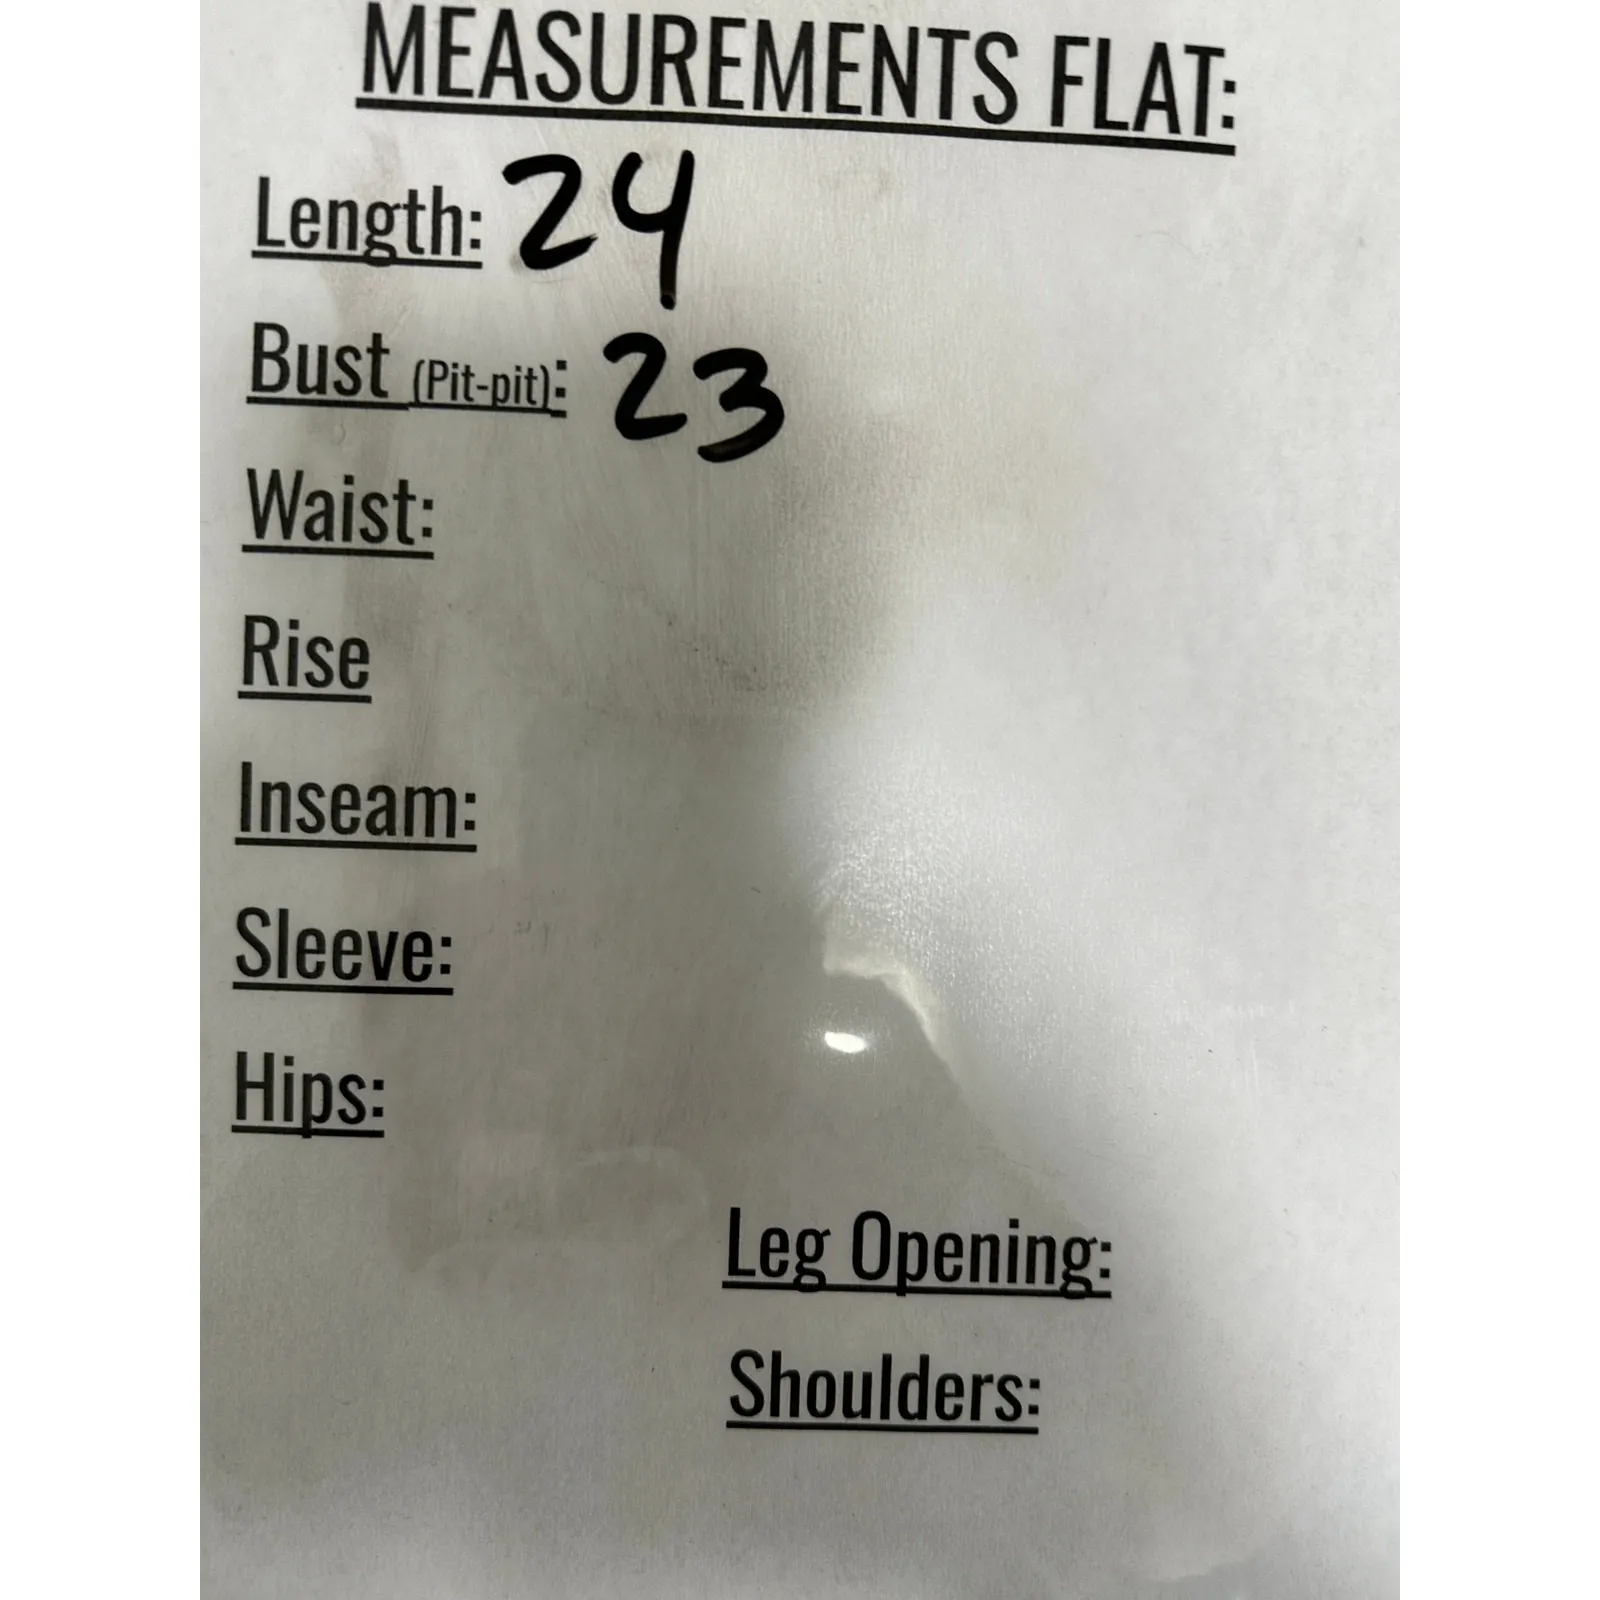 MEASUREMENTS FLAT:
Length: 24
Bust (Pit-pit): 23
Waist:
Rise
Inseam:
Sleeve:
Hips:
Leg Opening:
Shoulders: